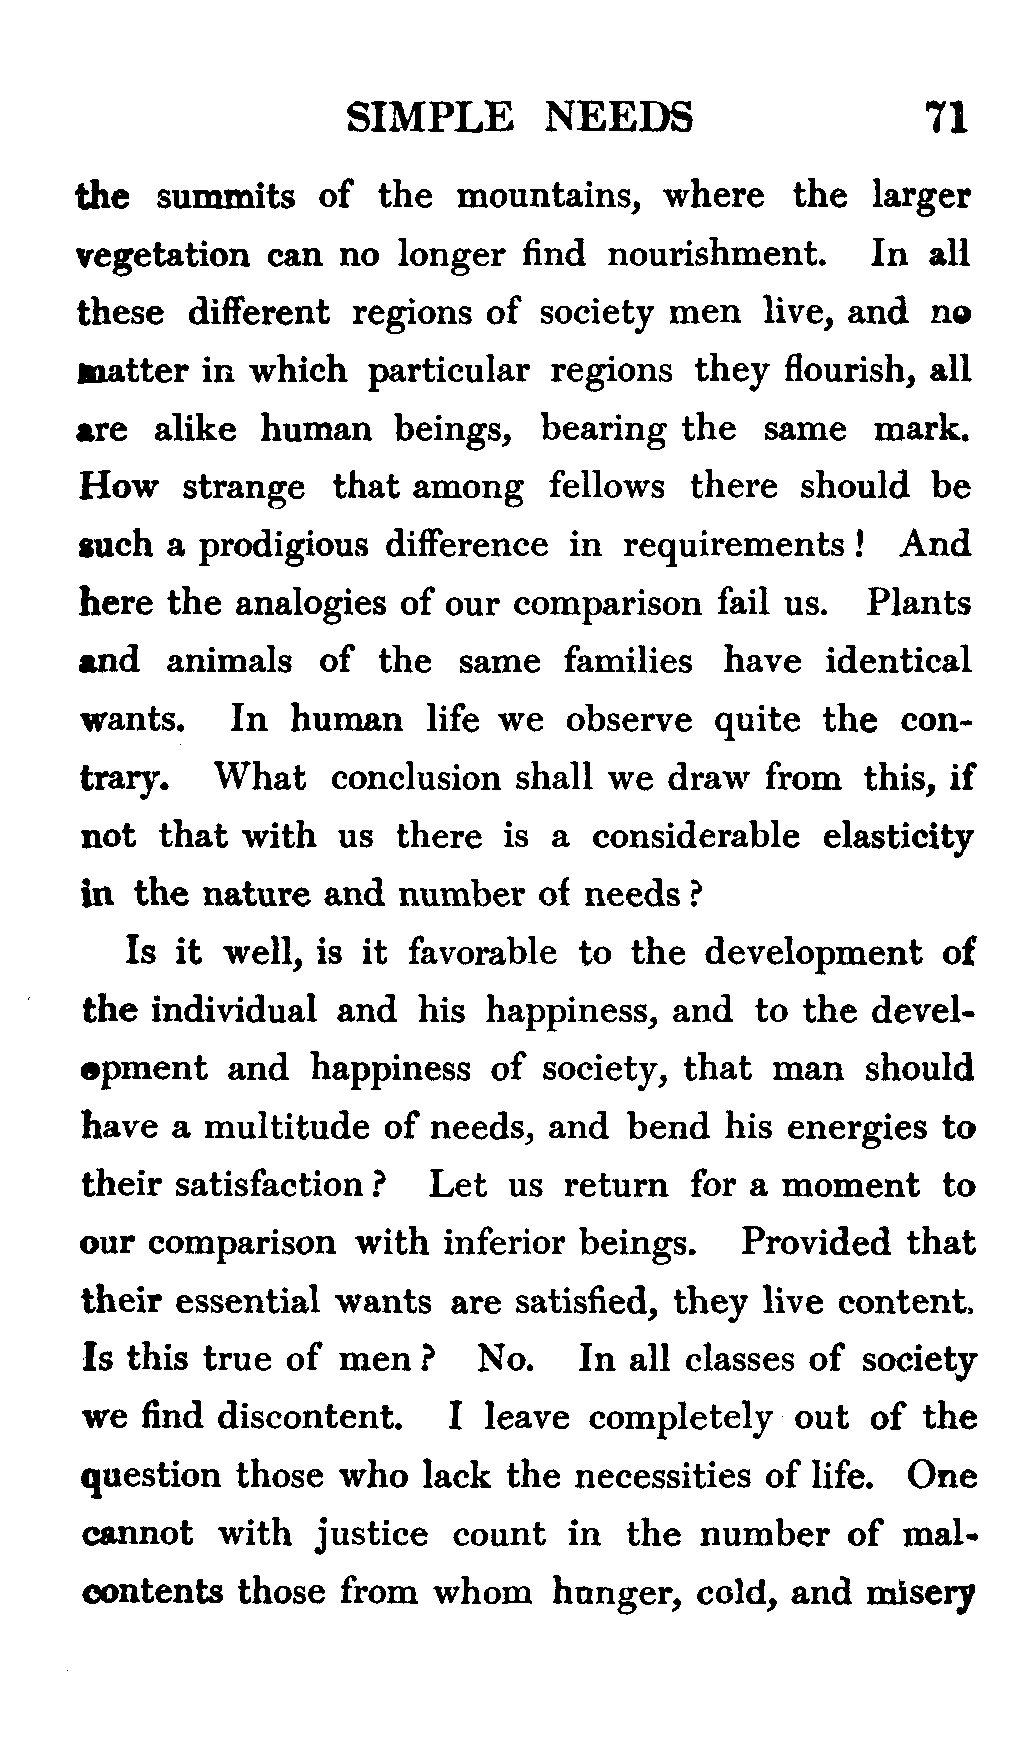 SIMPLE NEEDS 71
the summits of the mountains, where the larger
vegetation can no longer find nourishment. In all
these different regions of society men live, and no
matter in which particular regions they flourish, all
are alike human beings, bearing the same mark.
How strange that among fellows there should be
such a prodigious difference in requirements! And
here the analogies of our comparison fail us. Plants
and animals of the same families have identical
wants. In human life we observe quite the con-
trary. What conclusion shall we draw from this, if
not that with us there is a considerable elasticity
in the nature and number of needs?
Is it well, is it favorable to the development of
the individual and his happiness, and to the devel-
opment and happiness of society, that man should
have a multitude of needs, and bend his energies to
their satisfaction? Let us return for a moment to
our comparison with inferior beings. Provided that
their essential wants are satisfied, they live content.
Is this true of men? No. In all classes of society
we find discontent. I leave completely out of the
question those who lack the necessities of life. One
cannot with justice count in the number of mal-
contents those from whom hunger, cold, and misery